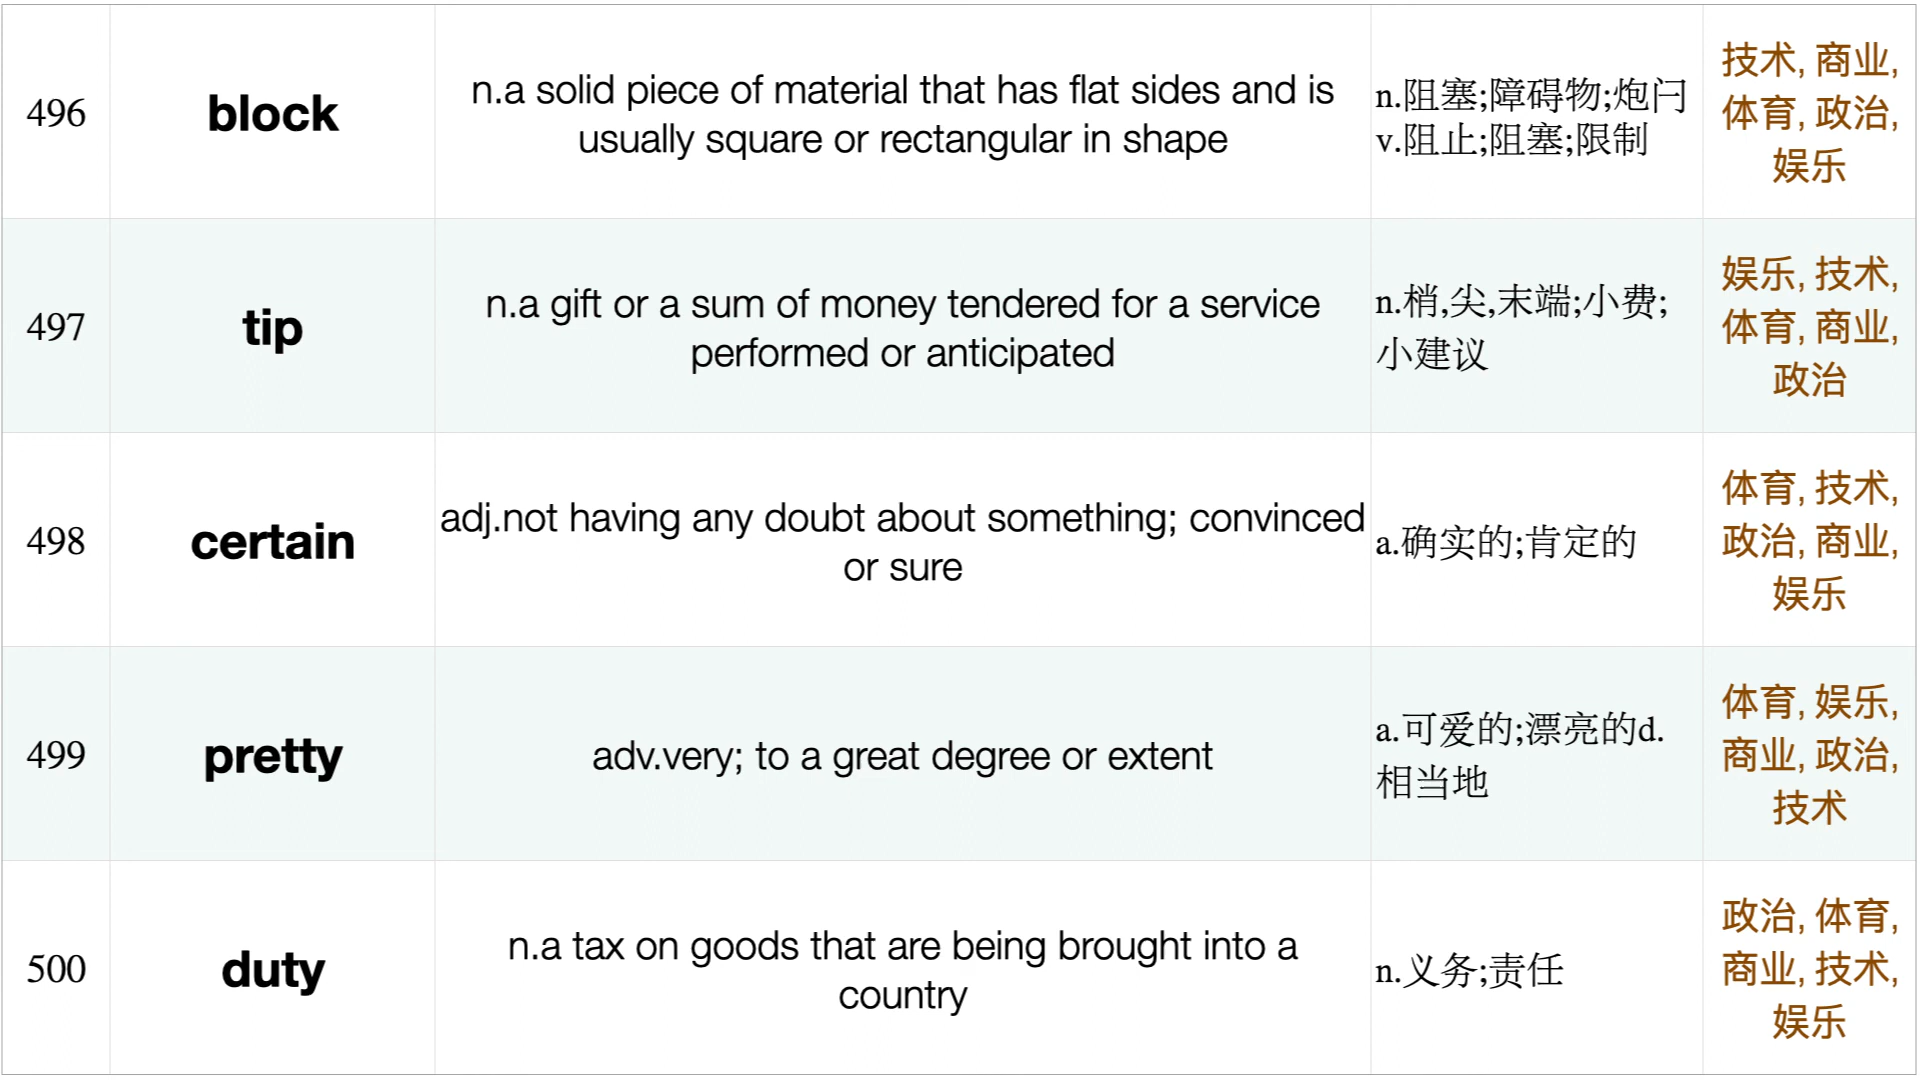 496
block
n.a solid piece of material that has flat sides and is
usually square or rectangular in shape
n.阻塞;障碍物;炮闩
v.阻止;阻塞;限制
技术, 商业,
体育, 政治,
娱乐
497
tip
n.a gift or a sum of money tendered for a service
performed or anticipated
n.梢,尖,末端;小费;
小建议
娱乐, 技术,
体育, 商业,
政治
498
certain
adj.not having any doubt about something; convinced
or sure
a.确实的;肯定的
体育, 技术,
政治, 商业,
娱乐
499
pretty
adv.very; to a great degree or extent
a.可爱的;漂亮的d.
相当地
体育, 娱乐,
商业, 政治,
技术
500
duty
n.a tax on goods that are being brought into a
country
n.义务;责任
政治, 体育,
商业, 技术,
娱乐